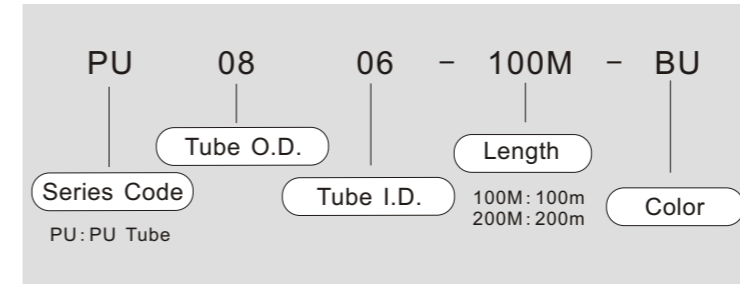 PU 08 06 - 100M - BU
Tube O.D.
Length
Series Code
Tube I.D.
100M:100m
200M:200m
Color
PU:PU Tube